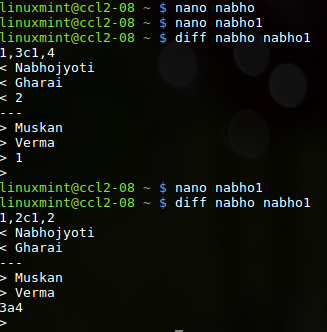 linuxmint@ccl2-08 ~ $ nano nabho
linuxmint@ccl2-08 ~ $ nano nabho1
linuxmint@ccl2-08 ~ $ diff nabho nabho1
1,3c1,4
< Nabhojyoti
< Gharai
< 2
---
> Muskan
> Verma
> 1
>
linuxmint@ccl2-08 ~ $ nano nabho1
linuxmint@ccl2-08 ~ $ diff nabho nabho1
1,2c1,2
< Nabhojyoti
< Gharai
---
> Muskan
> Verma
3a4
>